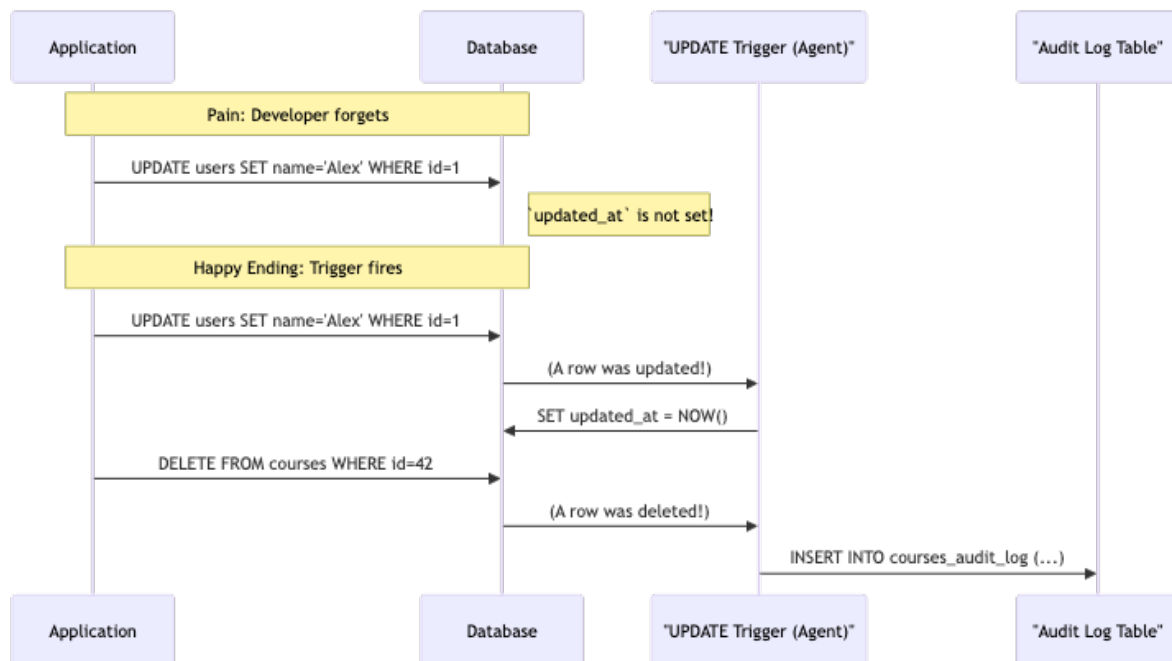 Application
Database
"UPDATE Trigger (Agent)"
"Audit Log Table"
Pain: Developer forgets
UPDATE users SET name='Alex' WHERE id=1
`updated_at` is not set!
Happy Ending: Trigger fires
UPDATE users SET name='Alex' WHERE id=1
(A row was updated!)
SET updated_at = NOW()
DELETE FROM courses WHERE id=42
(A row was deleted!)
INSERT INTO courses_audit_log (...)
Application
Database
"UPDATE Trigger (Agent)"
"Audit Log Table"